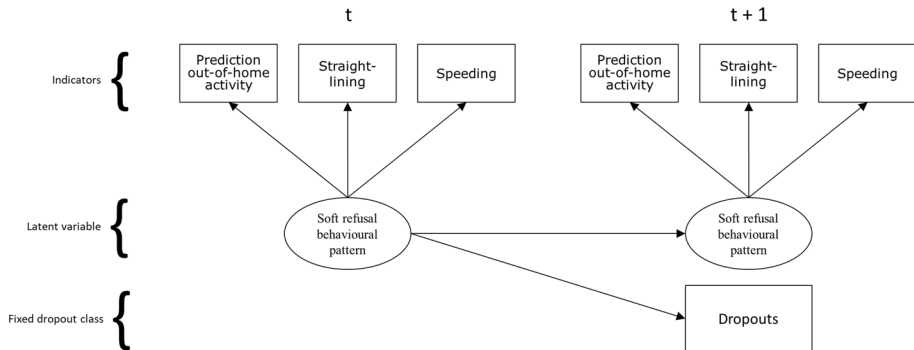 t
t + 1
Indicators
Prediction
out-of-home
activity
Straight-
lining
Speeding
Prediction
out-of-home
activity
Straight-
lining
Speeding
Latent variable
Soft refusal
behavioural
pattern
Soft refusal
behavioural
pattern
Fixed dropout class
Dropouts